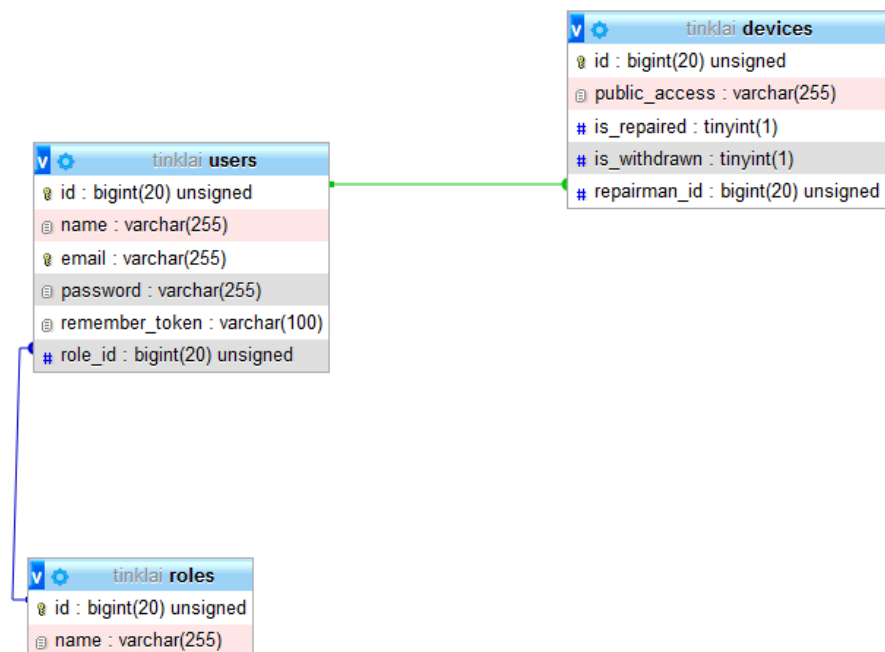 tinklai devices
id : bigint(20) unsigned
public_access : varchar(255)
# is_repaired : tinyint(1)
# is_withdrawn : tinyint(1)
# repairman_id : bigint(20) unsigned
v tinklai users
id : bigint(20) unsigned
name : varchar(255)
email : varchar(255)
password : varchar(255)
remember_token : varchar(100)
# role_id : bigint(20) unsigned
v tinklai roles
id : bigint(20) unsigned
name : varchar(255)